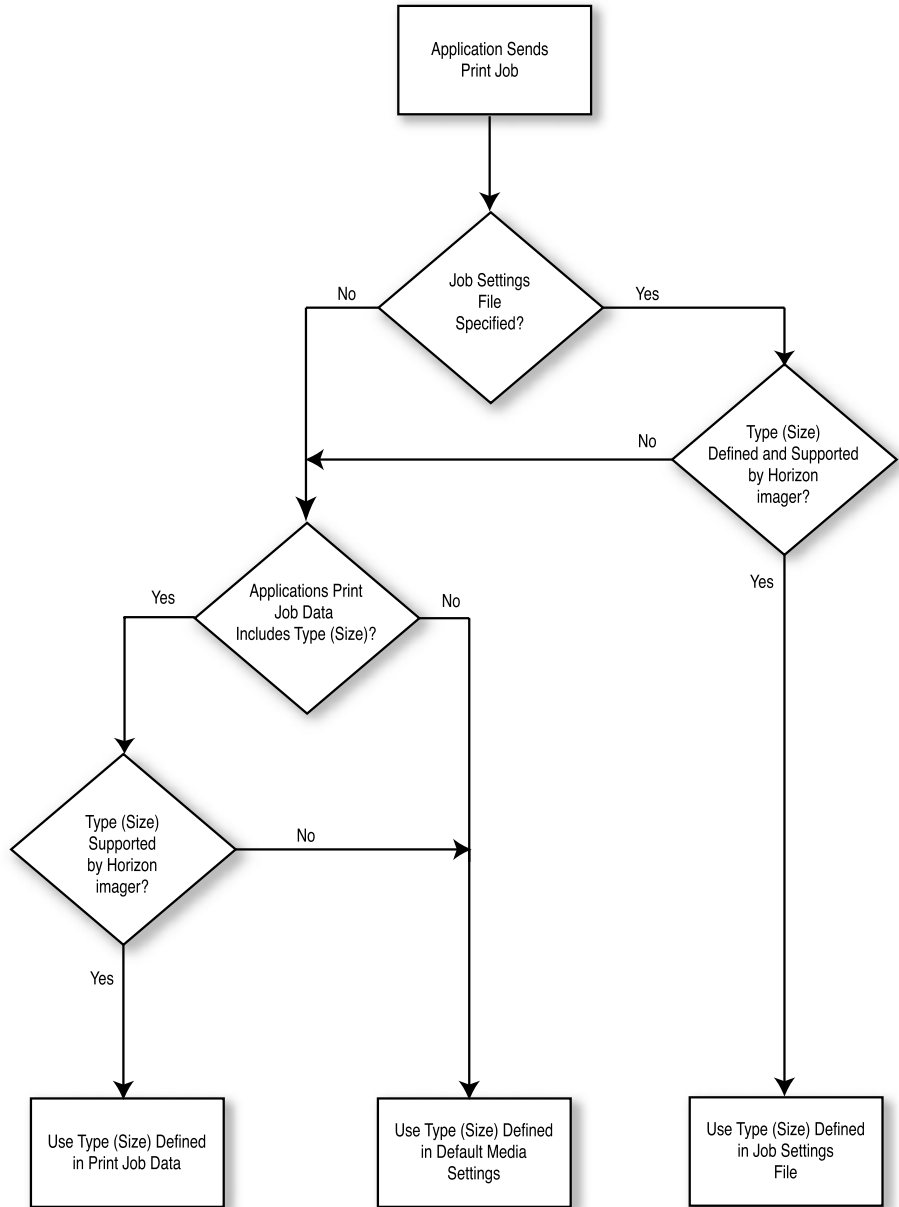 Application Sends
Print Job
Job Settings
File
Specified?
No
Yes
Type (Size)
Defined and Supported
by Horizon
imager?
No
Yes
Applications Print
Job Data
Includes Type (Size)?
Yes
No
Type (Size)
Supported
by Horizon
imager?
No
Yes
Use Type (Size) Defined
in Print Job Data
Use Type (Size) Defined
in Default Media
Settings
Use Type (Size) Defined
in Job Settings
File